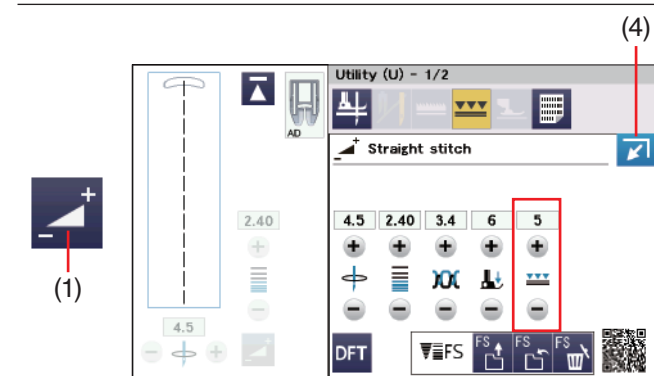 (4)
Utility (U) - 1/2
AD
Straight stitch
(1)
2.40
4.5
4.5 2.40 3.4 6 5
DFT FS FS FS FS